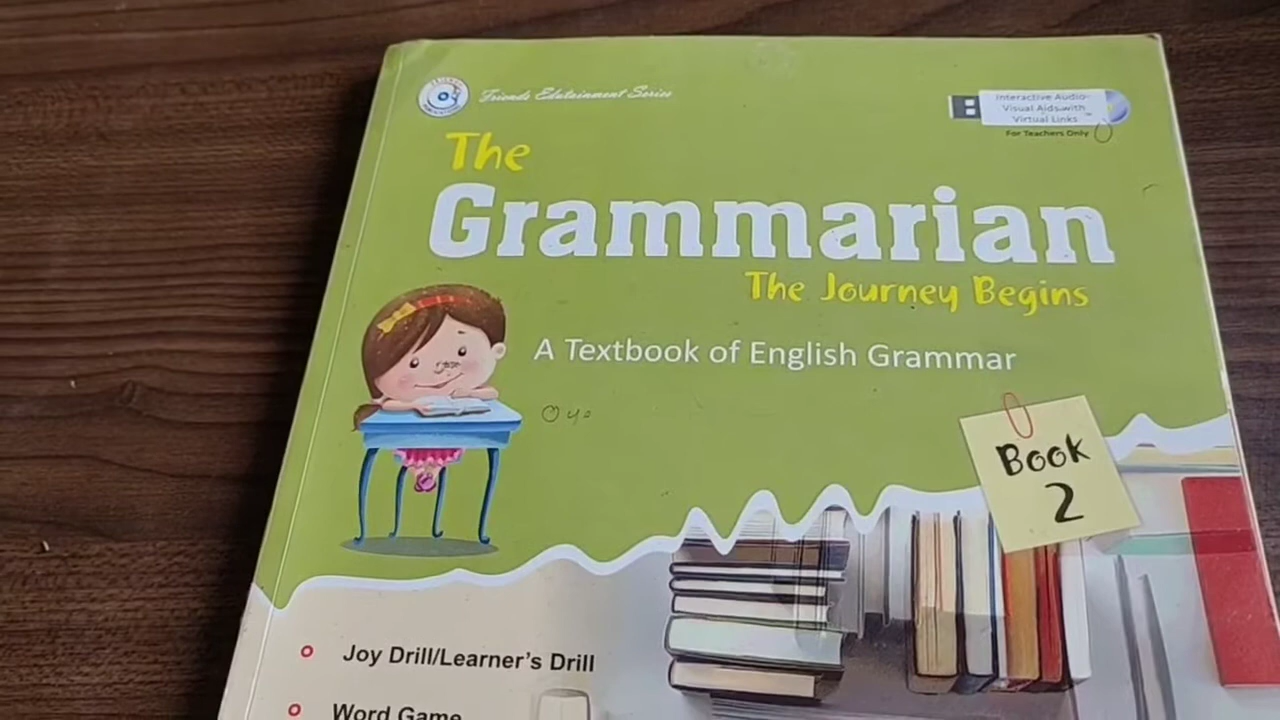 Friends Edutainment Series
Interactive Audio-
Visual Aids with
Virtual Links
For Teachers Only
The
Grammarian
The Journey Begins
A Textbook of English Grammar
Book
2
Joy Drill/Learner's Drill
Word Game